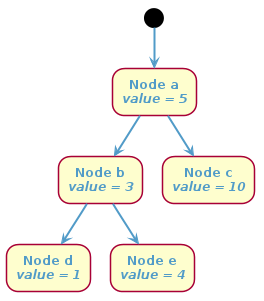 Node a
value = 5
Node b
value = 3
Node c
value = 10
Node d
value = 1
Node e
value = 4